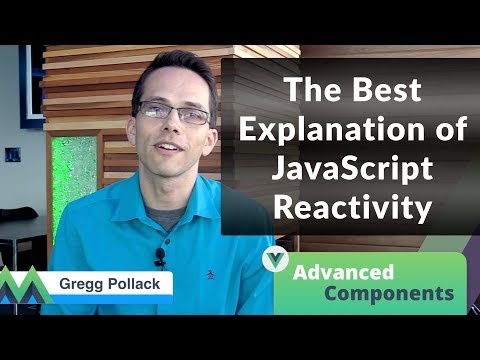 The Best
Explanation of
JavaScript
Reactivity
Gregg Pollack
Advanced
Components